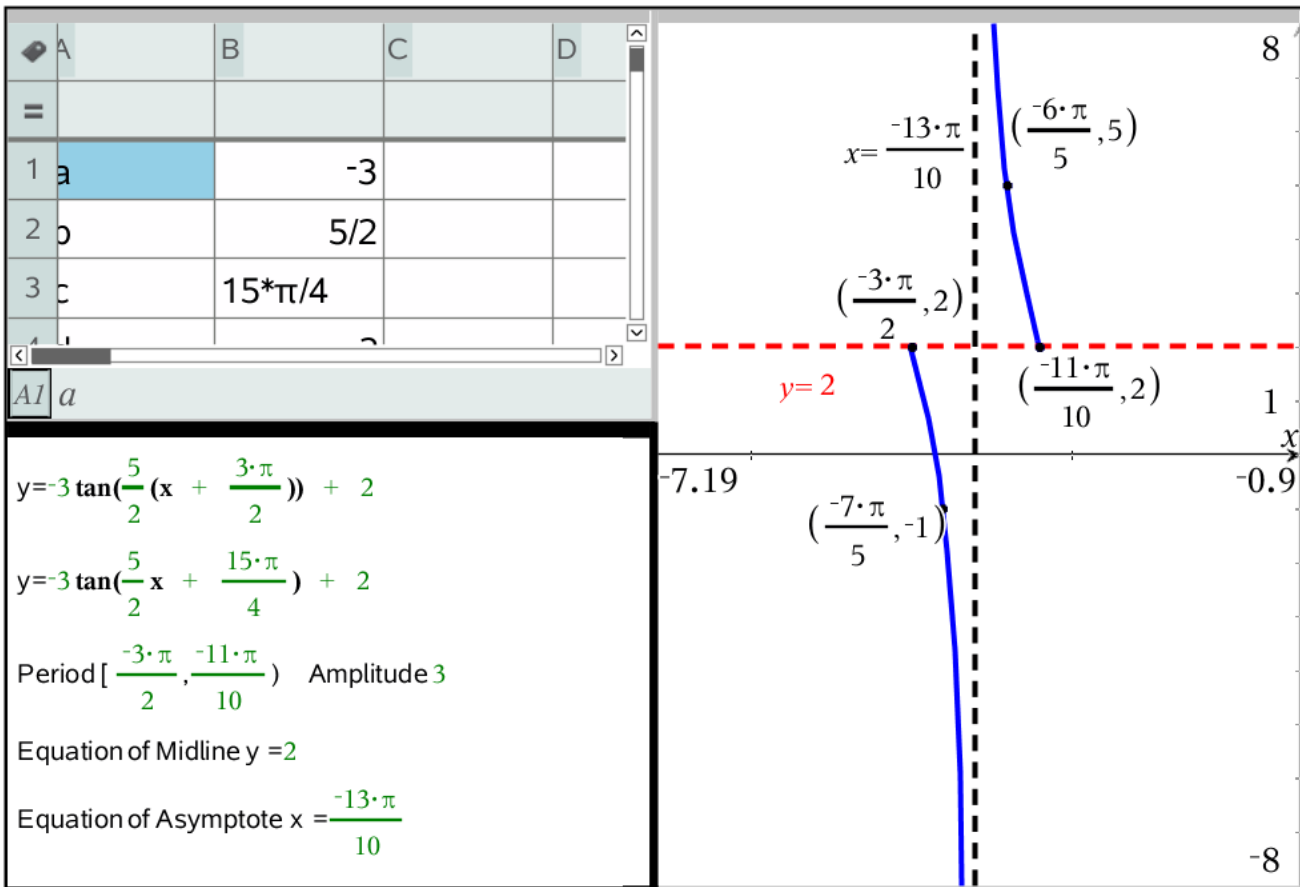 A B C D
=
1 a -3
2 b 5/2
3 c 15*π/4
4
A1 a
y=-3 tan(5/2 (x + 3·π/2)) + 2
y=-3 tan(5/2 x + 15·π/4) + 2
Period [ -3·π/2 , -11·π/10 ) Amplitude 3
Equation of Midline y =2
Equation of Asymptote x = -13·π/10
8
x= -13·π/10
(-6·π/5 ,5)
(-3·π/2 ,2)
y= 2
(-11·π/10 ,2)
1
x
-7.19
-0.9
(-7·π/5 ,-1)
-8